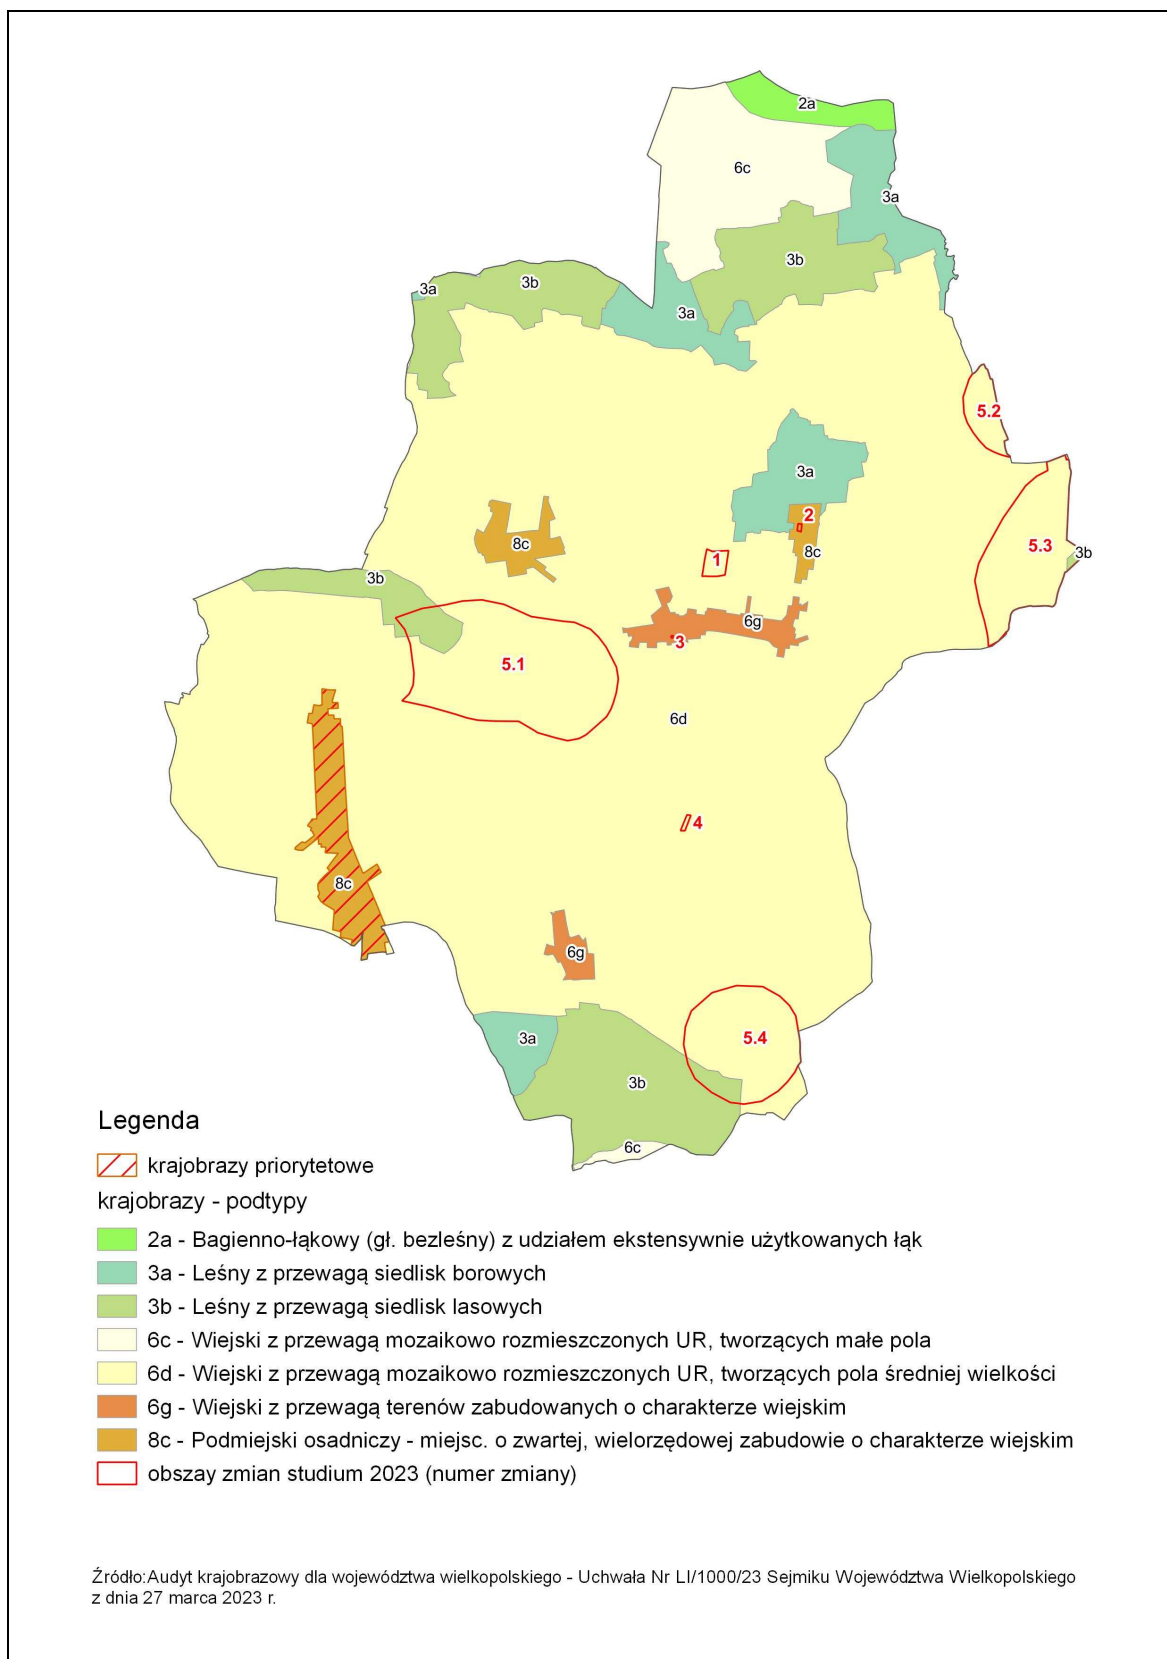 2a
6c
3a
3b
3a
3b
3a
5.2
3a
2
8c
8c
1
5.3
3b
3b
6g
3
5.1
6d
4
8c
6g
5.4
3a
3b
6c
Legenda
krajobrazy priorytetowe
krajobrazy - podtypy
2a - Bagienno-łąkowy (gł. bezleśny) z udziałem ekstensywnie użytkowanych łąk
3a - Leśny z przewagą siedlisk borowych
3b - Leśny z przewagą siedlisk lasowych
6c - Wiejski z przewagą mozaikowo rozmieszczonych UR, tworzących małe pola
6d - Wiejski z przewagą mozaikowo rozmieszczonych UR, tworzących pola średniej wielkości
6g - Wiejski z przewagą terenów zabudowanych o charakterze wiejskim
8c - Podmiejski osadniczy - miejsc. o zwartej, wielorzędowej zabudowie o charakterze wiejskim
obszay zmian studium 2023 (numer zmiany)
Źródło:Audyt krajobrazowy dla województwa wielkopolskiego - Uchwała Nr LI/1000/23 Sejmiku Województwa Wielkopolskiego
z dnia 27 marca 2023 r.